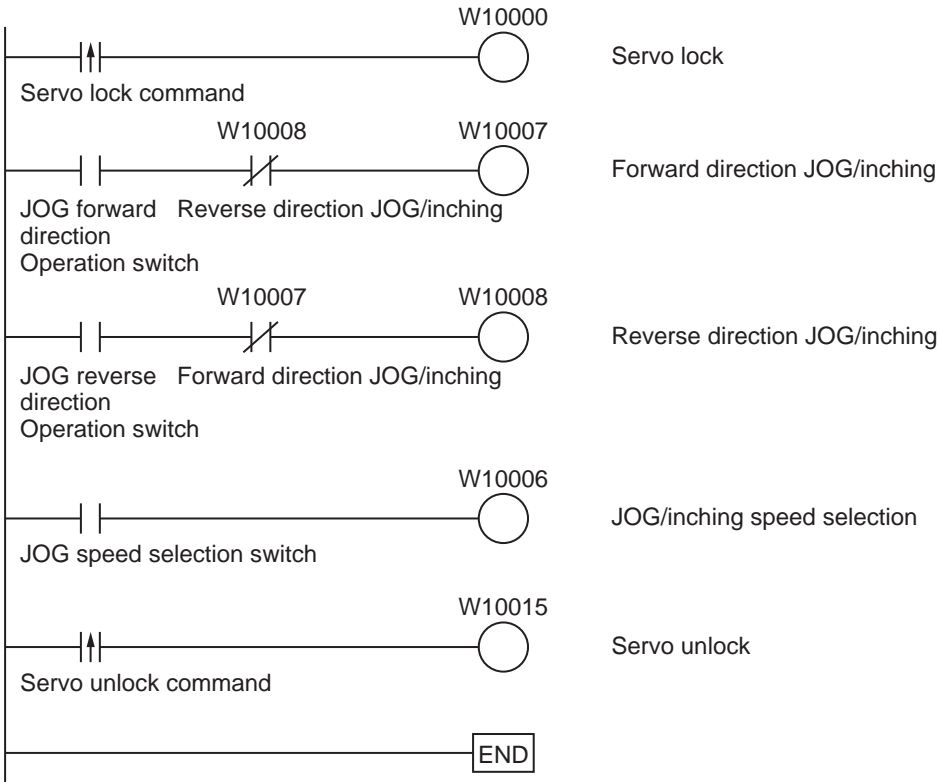 W10000
Servo lock
Servo lock command
W10008 W10007
Forward direction JOG/inching
JOG forward Reverse direction JOG/inching
direction
Operation switch
W10007 W10008
Reverse direction JOG/inching
JOG reverse Forward direction JOG/inching
direction
Operation switch
W10006
JOG/inching speed selection
JOG speed selection switch
W10015
Servo unlock
Servo unlock command
END